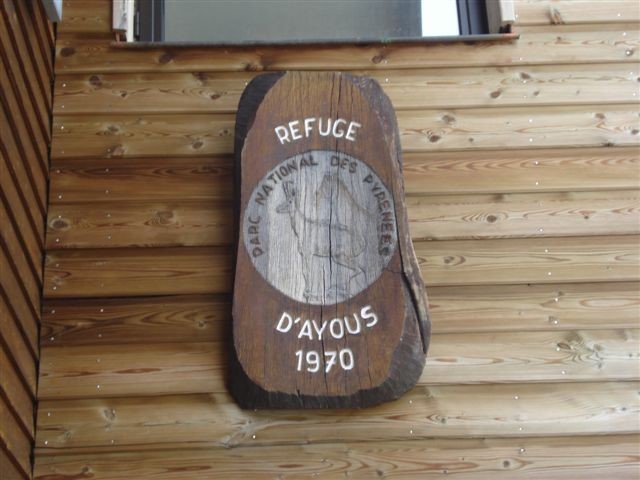 REFUGE
PARC NATIONAL DES PYRENEES
D'AYOUS
1970